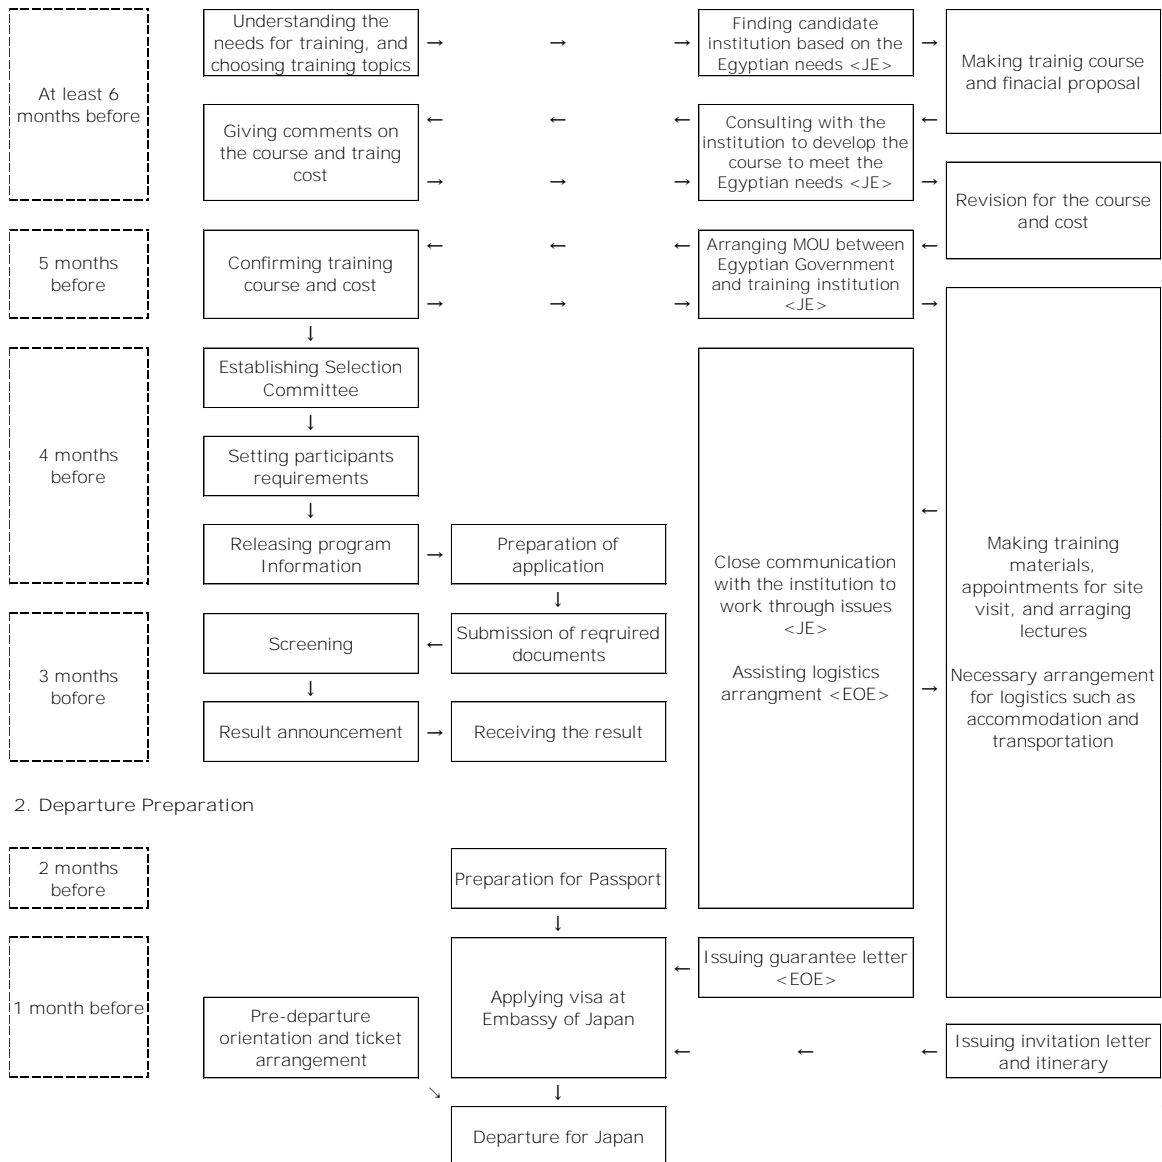 Understanding the
needs for training, and
choosing training topics
→
→
→
Finding candidate
institution based on the
Egyptian needs <JE>
→
Making trainig course
and finacial proposal
At least 6
months before
Giving comments on
the course and traing
cost
←
←
←
→
→
→
Consulting with the
institution to develop the
course to meet the
Egyptian needs <JE>
←
→
Revision for the course
and cost
5 months
before
Confirming training
course and cost
←
←
←
→
→
→
Arranging MOU between
Egyptian Government
and training institution
<JE>
←
→
↓
4 months
before
Establishing Selection
Committee
↓
Setting participants
requirements
↓
Releasing program
Information
→
Preparation of
application
↓
3 months
bofore
Screening
←
Submission of reqruired
documents
↓
Result announcement
→
Receiving the result
Close communication
with the institution to
work through issues
<JE>
Assisting logistics
arrangment <EOE>
←
→
Making training
materials,
appointments for site
visit, and arraging
lectures
Necessary arrangement
for logistics such as
accommodation and
transportation
2. Departure Preparation
2 months
before
Preparation for Passport
↓
1 month before
Pre-departure
orientation and ticket
arrangement
Applying visa at
Embassy of Japan
←
Issuing guarantee letter
<EOE>
←
←
←
Issuing invitation letter
and itinerary
↘
↓
Departure for Japan